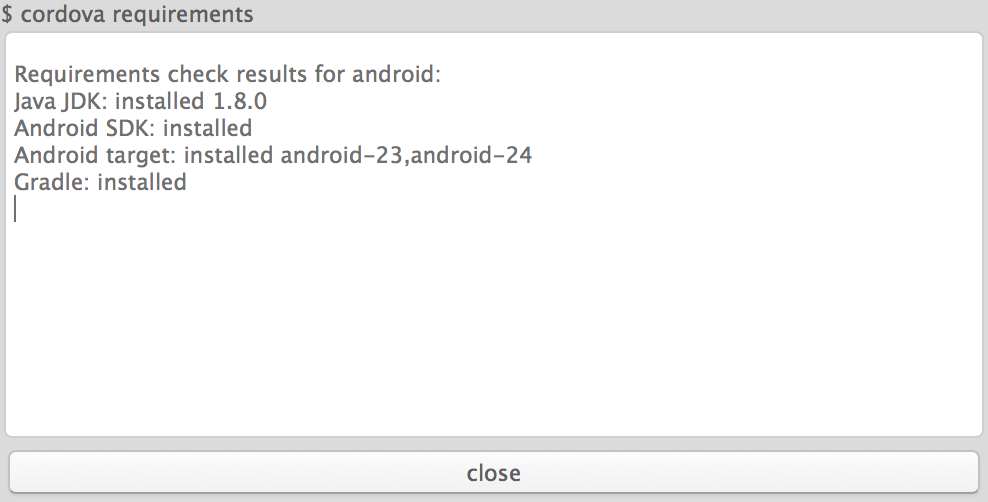 $ cordova requirements
Requirements check results for android:
Java JDK: installed 1.8.0
Android SDK: installed
Android target: installed android-23,android-24
Gradle: installed
close